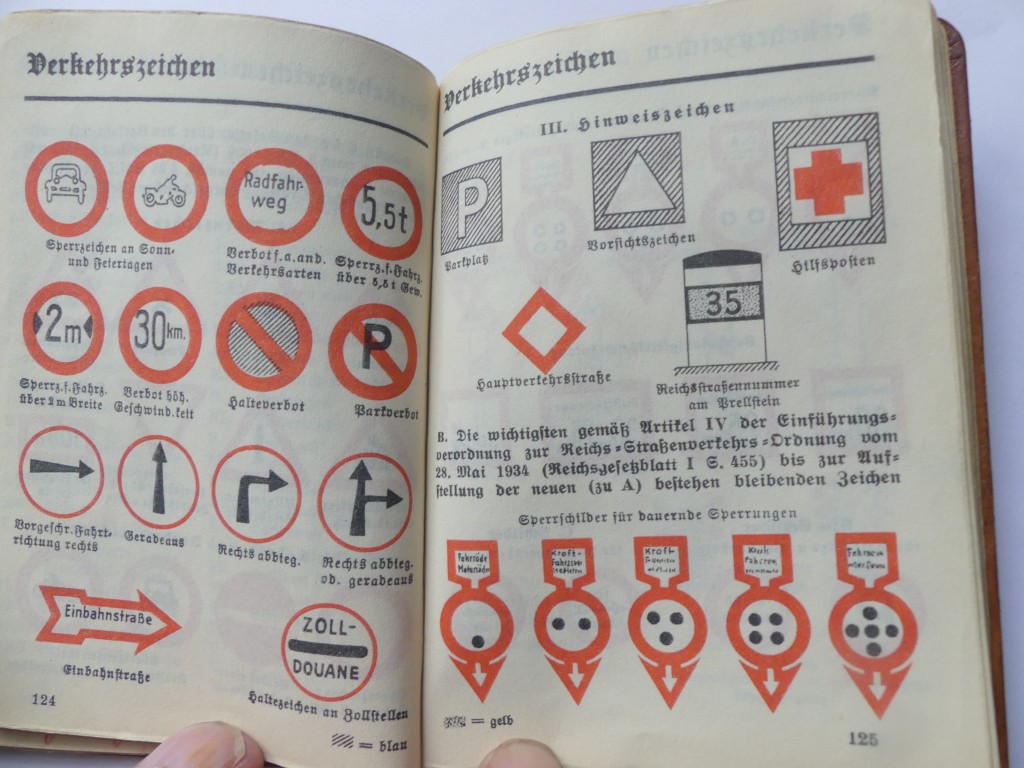 Verkehrszeichen
Radfahr-
weg
5,5t
Sperrzeichen an Sonn-
und Feiertagen
Verbot f. a. and.
Verkehrsarten
Sperrz. f. Fahrz.
über 5,5 t Gew.
2m
30 km.
P
Sperrz. f. Fahrz.
über 2 m Breite
Verbot höh.
Geschwind.keit
Halteverbot
Parkverbot
Vorgeschr. Fahrt-
richtung rechts
Geradeaus
Rechts abbieg.
Rechts abbieg.
od. geradeaus
Einbahnstraße
Einbahnstraße
ZOLL-
DOUANE
Haltezeichen an Zollstellen
124
= blau
Verkehrszeichen
III. Hinweiszeichen
P
Parkplatz
Vorsichtszeichen
Hilfsposten
35
Hauptverkehrsstraße
Reichsstraßennummer
am Prellstein
B. Die wichtigsten gemäß Artikel IV der Einführungs-
verordnung zur Reichs-Straßenverkehrs-Ordnung vom
28. Mai 1934 (Reichsgesetzblatt I S. 455) bis zur Auf-
stellung der neuen (zu A) bestehen bleibenden Zeichen
Sperrschilder für dauernde Sperrungen
Kraft-
Kraft-
= gelb
125